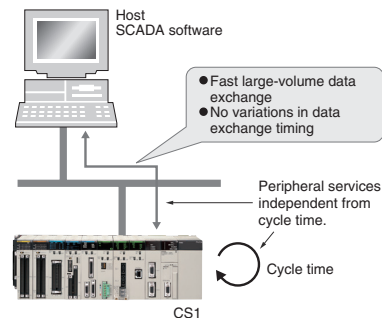 Host
SCADA software
●Fast large-volume data
exchange
●No variations in data
exchange timing
Peripheral services
independent from
cycle time.
Cycle time
CS1